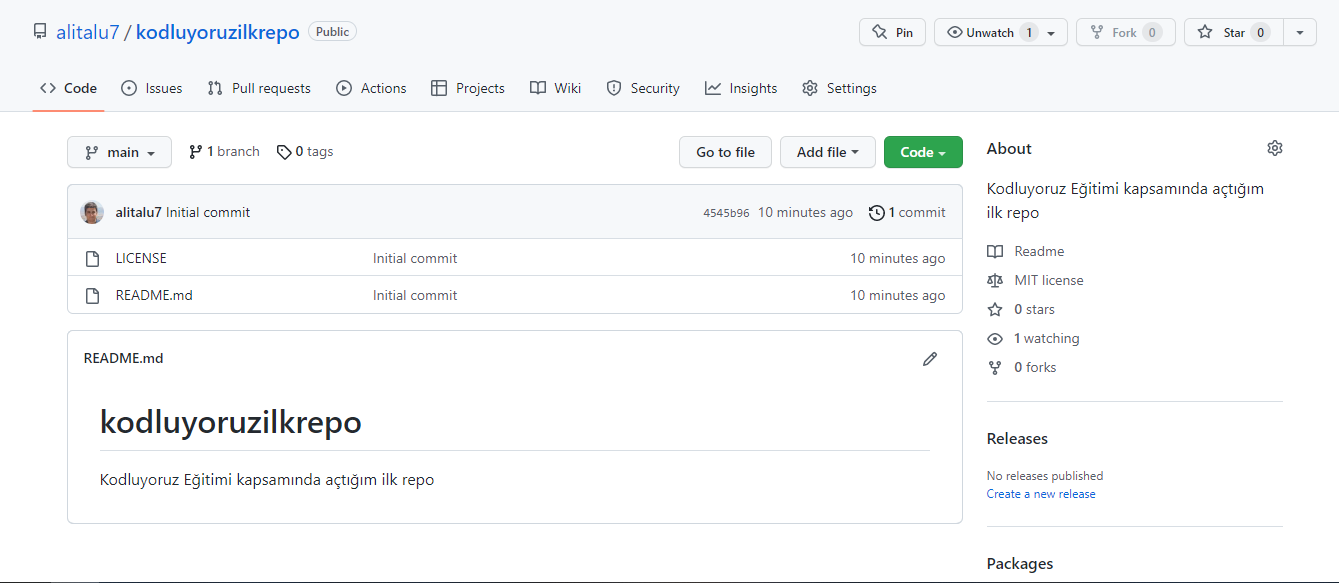 alitalu7 / kodluyoruzilkrepo Public
Pin Unwatch 1 Fork 0 Star 0
Code Issues Pull requests Actions Projects Wiki Security Insights Settings
main 1 branch 0 tags Go to file Add file Code
alitalu7 Initial commit 4545b96 10 minutes ago 1 commit
LICENSE Initial commit 10 minutes ago
README.md Initial commit 10 minutes ago
README.md
kodluyoruzilkrepo
Kodluyoruz Eğitimi kapsamında açtığım ilk repo
About
Kodluyoruz Eğitimi kapsamında açtığım
ilk repo
Readme
MIT license
0 stars
1 watching
0 forks
Releases
No releases published
Create a new release
Packages